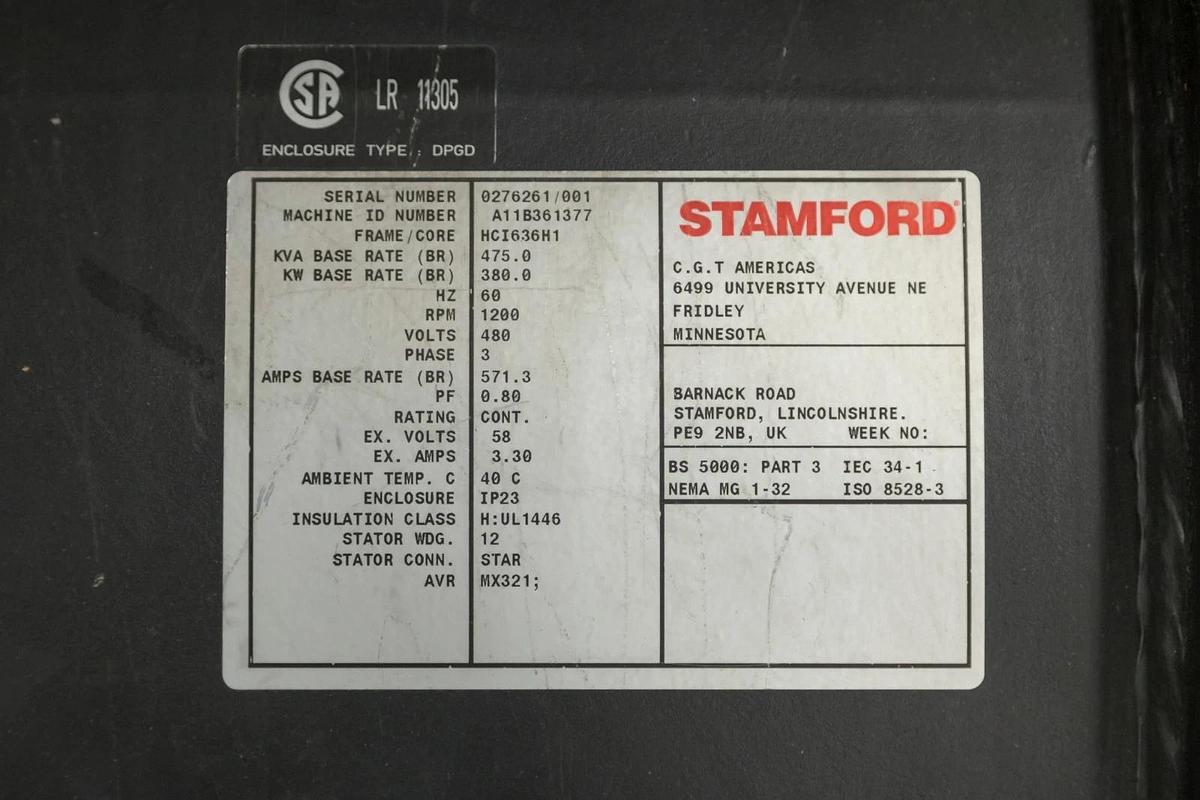 CSA LR 11305
ENCLOSURE TYPE : DPGD
SERIAL NUMBER 0276261/001
MACHINE ID NUMBER A11B361377
FRAME/CORE HCI636H1
KVA BASE RATE (BR) 475.0
KW BASE RATE (BR) 380.0
HZ 60
RPM 1200
VOLTS 480
PHASE 3
AMPS BASE RATE (BR) 571.3
PF 0.80
RATING CONT.
EX. VOLTS 58
EX. AMPS 3.30
AMBIENT TEMP. C 40 C
ENCLOSURE IP23
INSULATION CLASS H:UL1446
STATOR WDG. 12
STATOR CONN. STAR
AVR MX321;
STAMFORD®
C.G.T AMERICAS
6499 UNIVERSITY AVENUE NE
FRIDLEY
MINNESOTA
BARNACK ROAD
STAMFORD, LINCOLNSHIRE.
PE9 2NB, UK WEEK NO:
BS 5000: PART 3 IEC 34-1
NEMA MG 1-32 ISO 8528-3